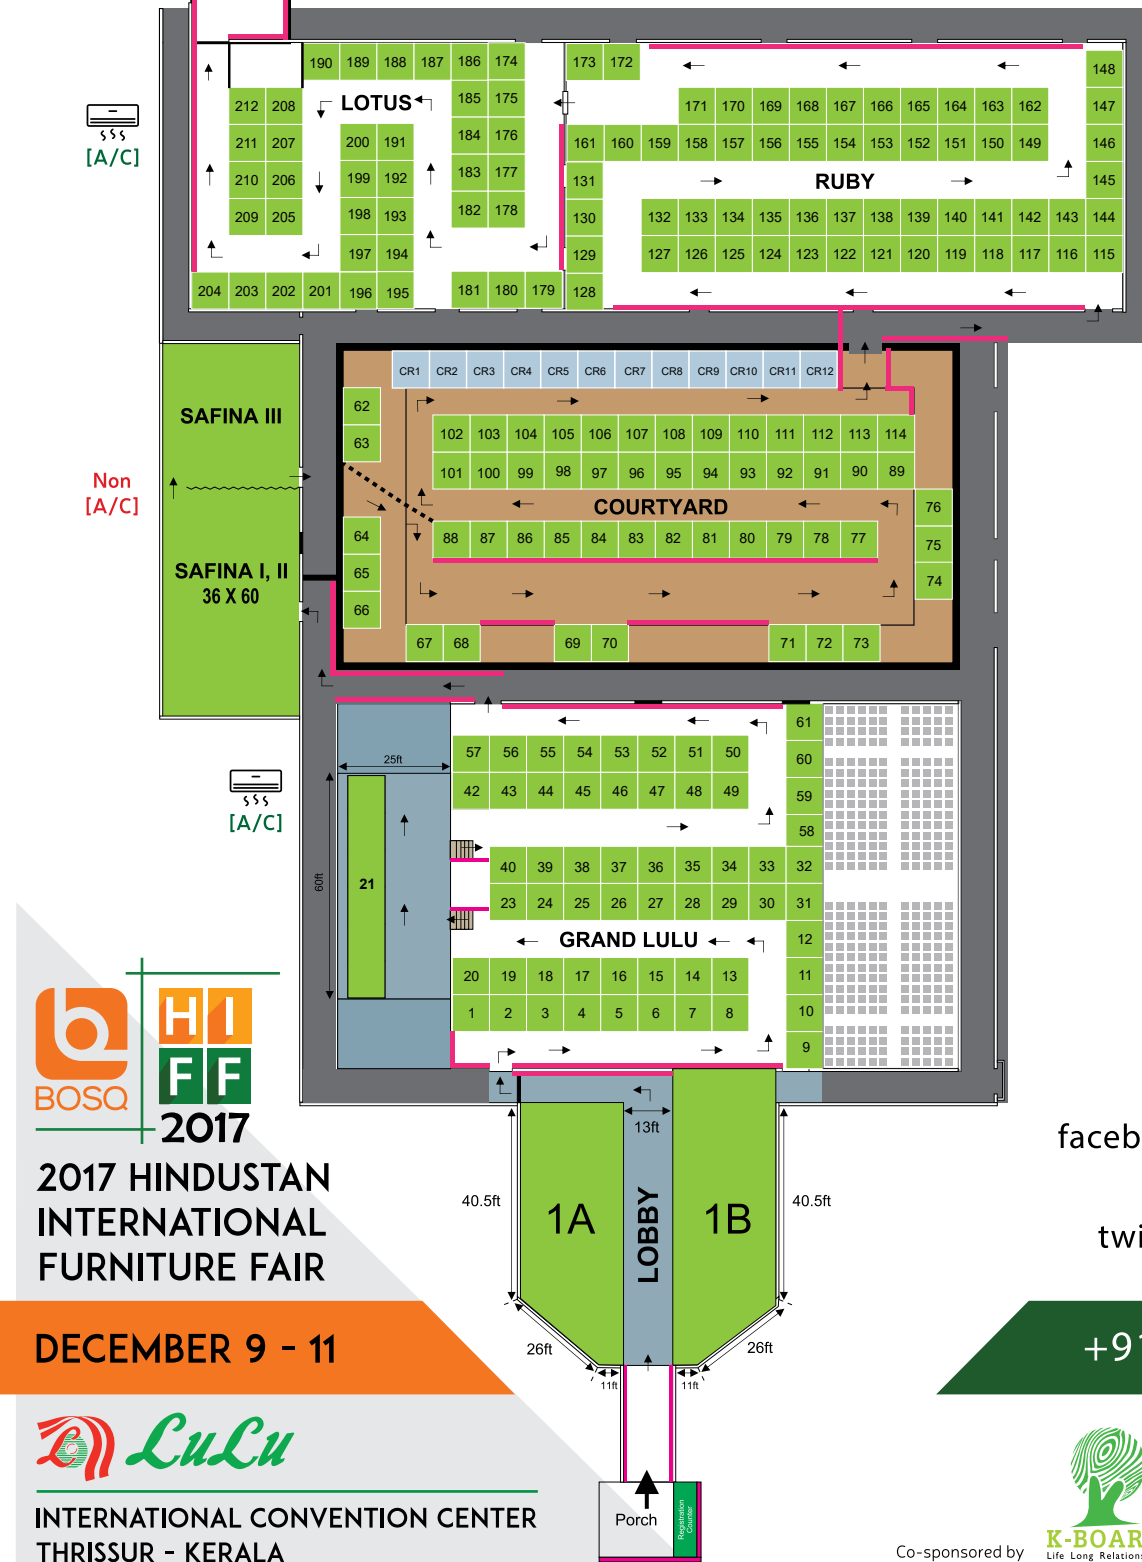 190 189 188 187 186 174
173 172
148
212 208
LOTUS
185 175
171 170 169 168 167 166 165 164 163 162
147
[A/C]
211 207
200 191
184 176
161 160 159 158 157 156 155 154 153 152 151 150 149
146
210 206
199 192
183 177
131
RUBY
145
209 205
198 193
182 178
130
132 133 134 135 136 137 138 139 140 141 142 143 144
197 194
129
127 126 125 124 123 122 121 120 119 118 117 116 115
204 203 202 201 196 195
181 180 179
128
CR1 CR2 CR3 CR4 CR5 CR6 CR7 CR8 CR9 CR10 CR11 CR12
SAFINA III
62
63
102 103 104 105 106 107 108 109 110 111 112 113 114
101 100 99 98 97 96 95 94 93 92 91 90 89
Non
[A/C]
COURTYARD
76
64
88 87 86 85 84 83 82 81 80 79 78 77
75
SAFINA I, II
36 X 60
65
74
66
67 68
69 70
71 72 73
61
57 56 55 54 53 52 51 50
25ft
60
42 43 44 45 46 47 48 49
59
[A/C]
58
40 39 38 37 36 35 34 33 32
60ft
21
23 24 25 26 27 28 29 30 31
GRAND LULU
12
20 19 18 17 16 15 14 13
11
1 2 3 4 5 6 7 8
10
9
BOSQ
HI
FF
2017
13ft
2017 HINDUSTAN
INTERNATIONAL
FURNITURE FAIR
40.5ft
1A
LOBBY
1B
40.5ft
faceb
twi
DECEMBER 9 - 11
26ft
26ft
11ft
11ft
+91
LuLu
INTERNATIONAL CONVENTION CENTER
THRISSUR - KERALA
Porch
Registration
Counter
Co-sponsored by
K-BOAR
Life Long Relations